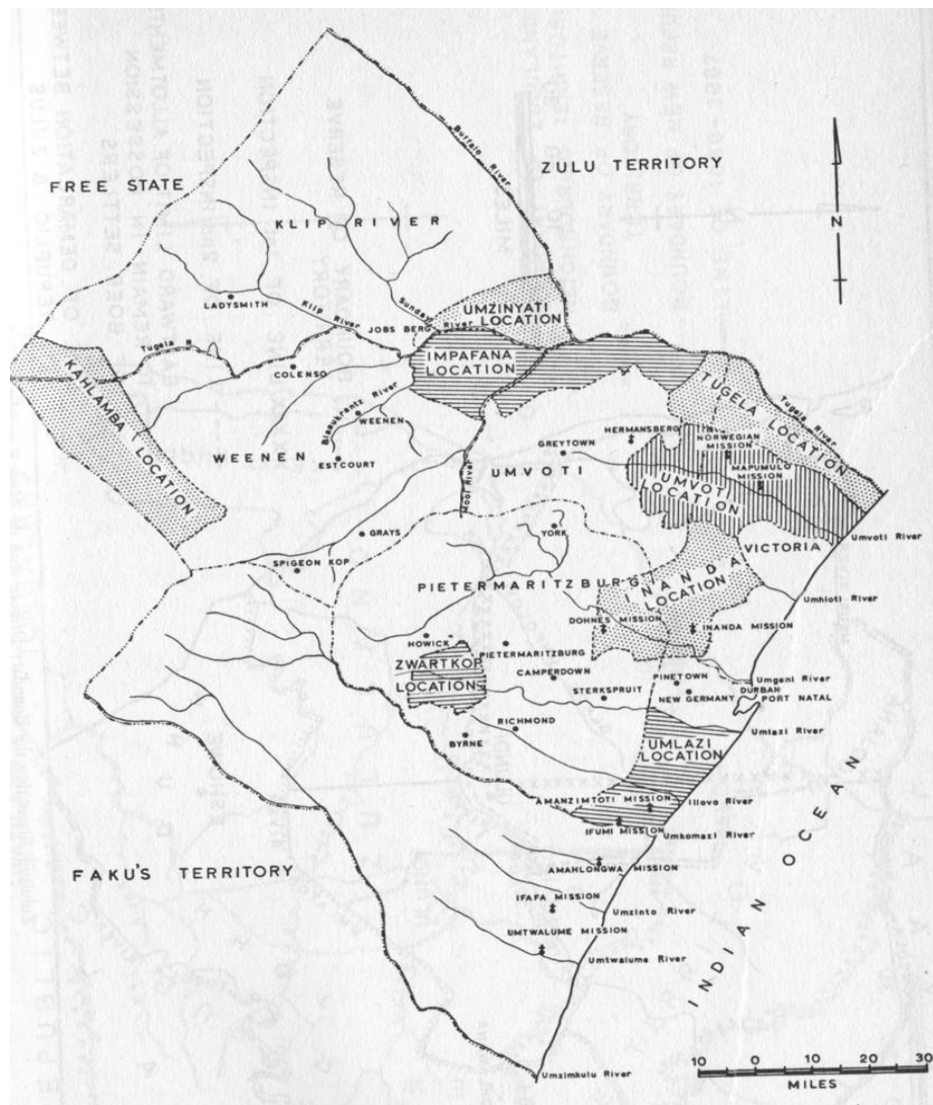 Buffalo River
ZULU TERRITORY
FREE STATE
KLIP RIVER
N
LADYSMITH
Klip River
Sunday
River
JOBS BERG
UMZINYATI
LOCATION
Tugela R
COLENSO
IMPAFANA
LOCATION
KAHLAMBA LOCATION
Blaaukrantz River
WEENEN
WEENEN
ESTCOURT
TUGELA LOCATION
Tugela River
HERMANSBERG
NORWEGIAN
MISSION
GREYTOWN
MAPUMULO
MISSION
UMVOTI
Mooi River
UMVOTI
LOCATION
GRAYS
YORK
VICTORIA
Umvoti River
SPIGEON KOP
PIETERMARITZBURG
INANDA
LOCATION
Umhloti River
DOHNES MISSION
INANDA MISSION
HOWICK
PIETERMARITZBURG
ZWARTKOP
LOCATION
CAMPERDOWN
PINETOWN
Umgeni River
STERKSPRUIT
NEW GERMANY
DURBAN
PORT NATAL
RICHMOND
BYRNE
Umlazi River
UMLAZI
LOCATION
AMANZIMTOTI MISSION
Illovo River
IFUMI MISSION
Umkomazi River
AMAHLONGWA MISSION
FAKU'S TERRITORY
IFAFA MISSION
Umzinto River
UMTWALUME MISSION
Umtwalume River
INDIAN OCEAN
Umzimkulu River
10 0 10 20 30
MILES